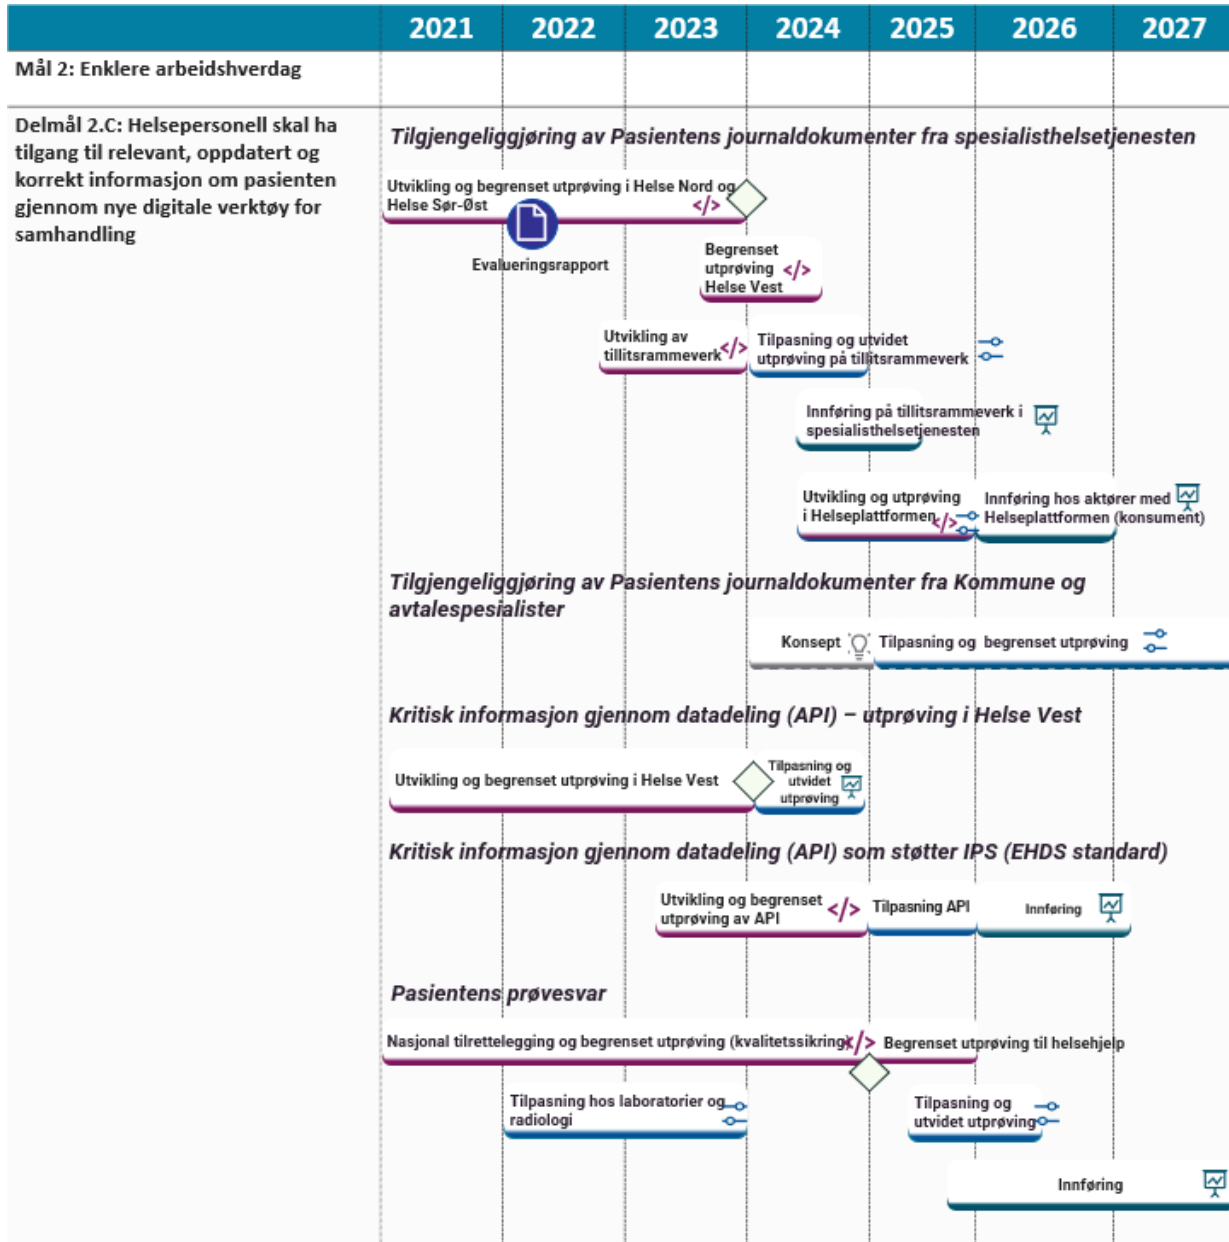 2021 2022 2023 2024 2025 2026 2027
Mål 2: Enklere arbeidshverdag
Delmål 2.C: Helsepersonell skal ha
tilgang til relevant, oppdatert og
korrekt informasjon om pasienten
gjennom nye digitale verktøy for
samhandling
Tilgjengeliggjøring av Pasientens journaldokumenter fra spesialisthelsetjenesten
Utvikling og begrenset utprøving i Helse Nord og
Helse Sør-Øst
</>
Evalueringsrapport
Begrenset
utprøving
Helse Vest
</>
Utvikling av
tillitsrammeverk
</>
Tilpasning og utvidet
utprøving på tillitsrammeverk
Innføring på tillitsrammeverk i
spesialisthelsetjenesten
Utvikling og utprøving
i Helseplattformen
</>
Innføring hos aktører med
Helseplattformen (konsument)
Tilgjengeliggjøring av Pasientens journaldokumenter fra Kommune og
avtalespesialister
Konsept
Tilpasning og begrenset utprøving
Kritisk informasjon gjennom datadeling (API) – utprøving i Helse Vest
Utvikling og begrenset utprøving i Helse Vest
Tilpasning og
utvidet
utprøving
Kritisk informasjon gjennom datadeling (API) som støtter IPS (EHDS standard)
Utvikling og begrenset
utprøving av API
</>
Tilpasning API
Innføring
Pasientens prøvesvar
Nasjonal tilrettelegging og begrenset utprøving (kvalitetssikring)
</>
Begrenset utprøving til helsehjelp
Tilpasning hos laboratorier og
radiologi
Tilpasning og
utvidet utprøving
Innføring